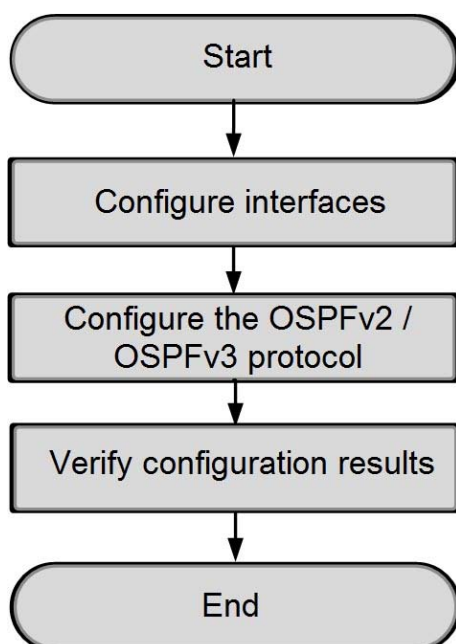 Start
Configure interfaces
Configure the OSPFv2 /
OSPFv3 protocol
Verify configuration results
End